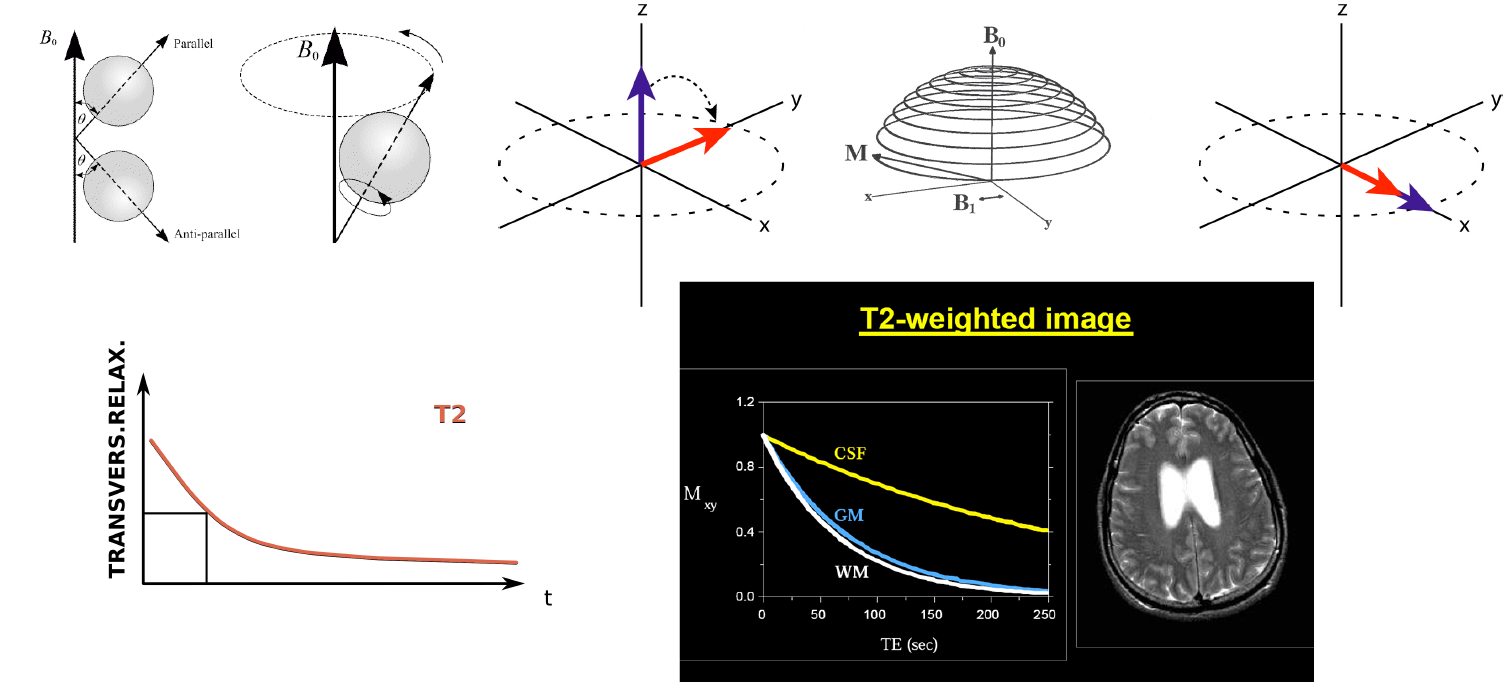 B₀
Parallel
θ
θ
Anti-parallel
B₀
z
y
x
B₀
M
x
B₁
y
z
y
x
TRANSVERS.RELAX.
T2
t
T2-weighted image
1.2
0.8
0.4
0.0
Mxy
CSF
GM
WM
0 50 100 150 200 250
TE (sec)